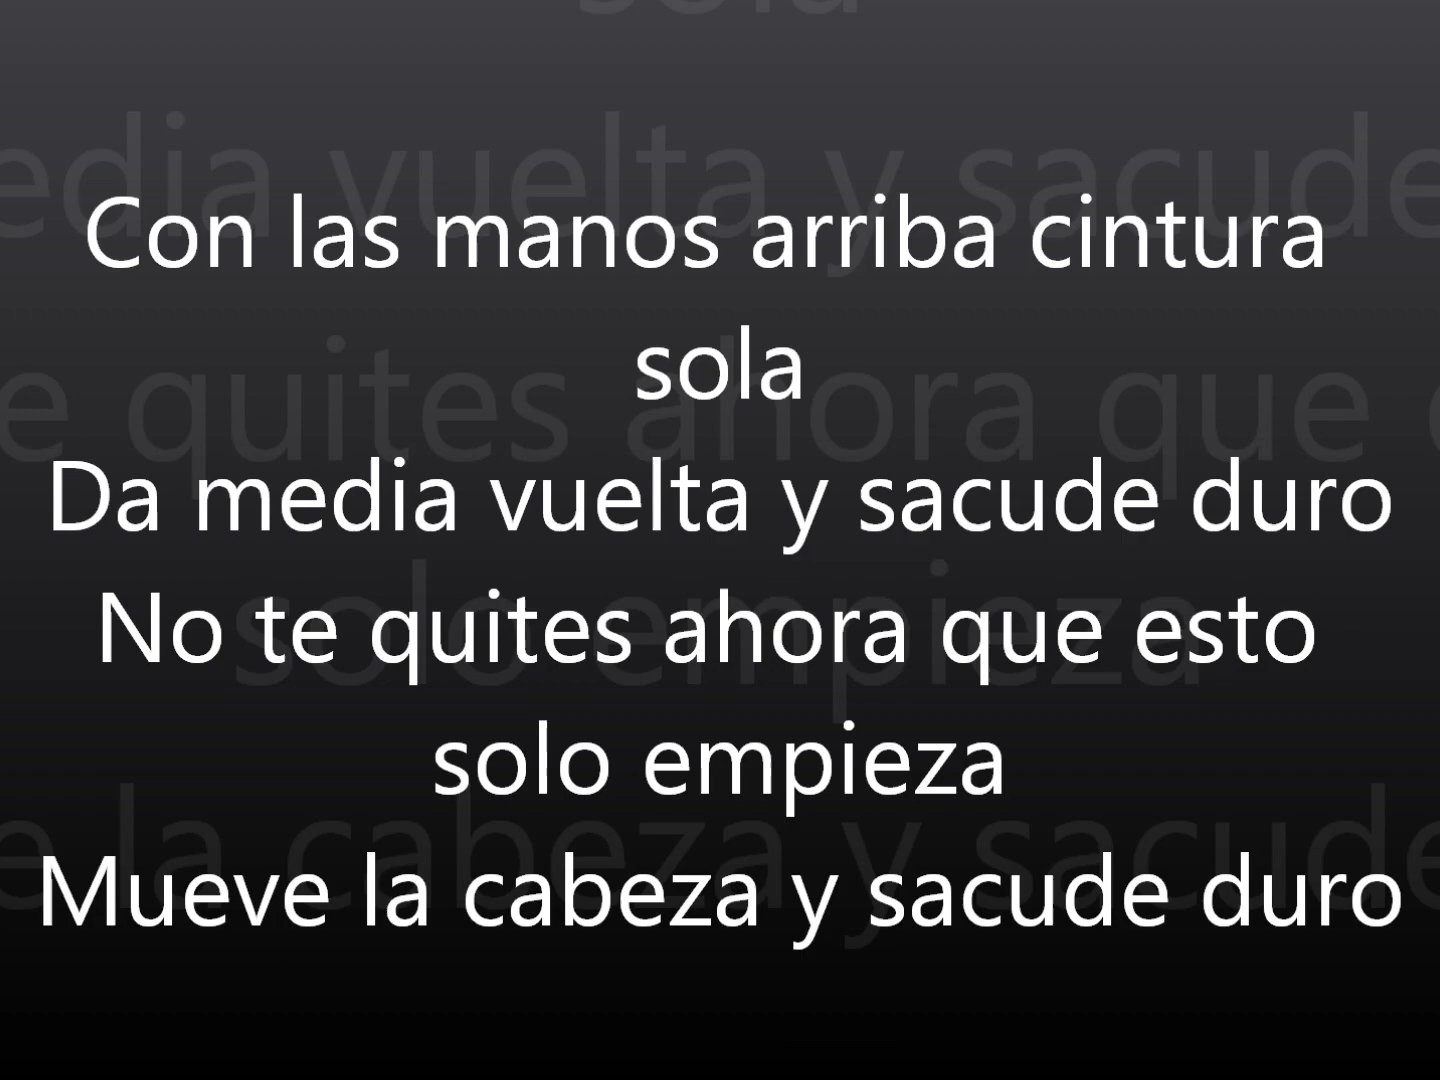 Con las manos arriba cintura
sola
Da media vuelta y sacude duro
No te quites ahora que esto
solo empieza
Mueve la cabeza y sacude duro